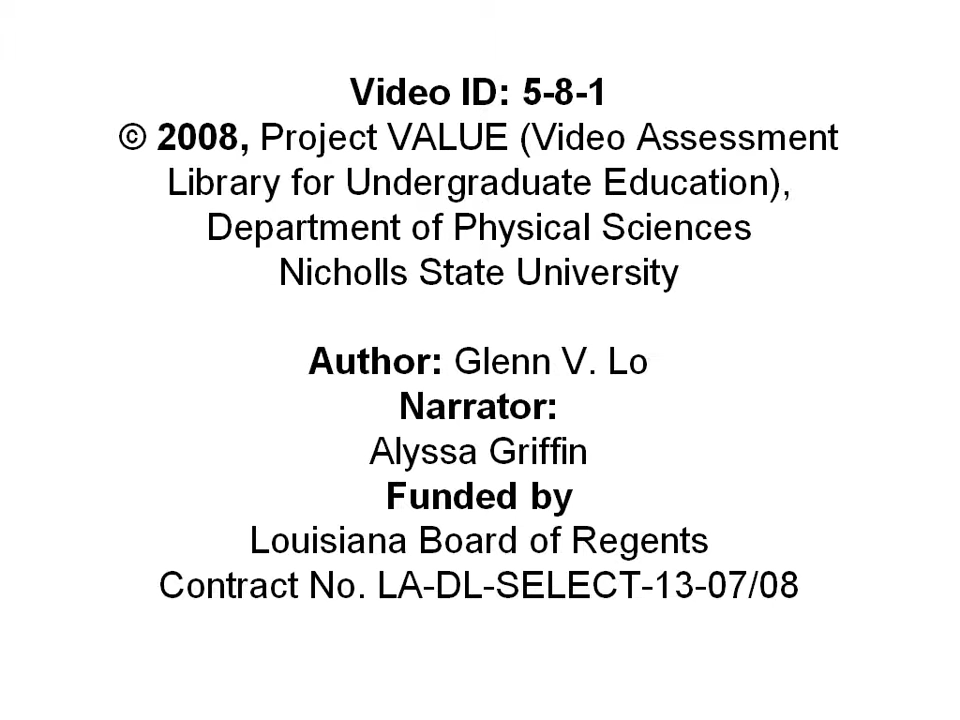 Video ID: 5-8-1
© 2008, Project VALUE (Video Assessment
Library for Undergraduate Education),
Department of Physical Sciences
Nicholls State University
Author: Glenn V. Lo
Narrator:
Alyssa Griffin
Funded by
Louisiana Board of Regents
Contract No. LA-DL-SELECT-13-07/08